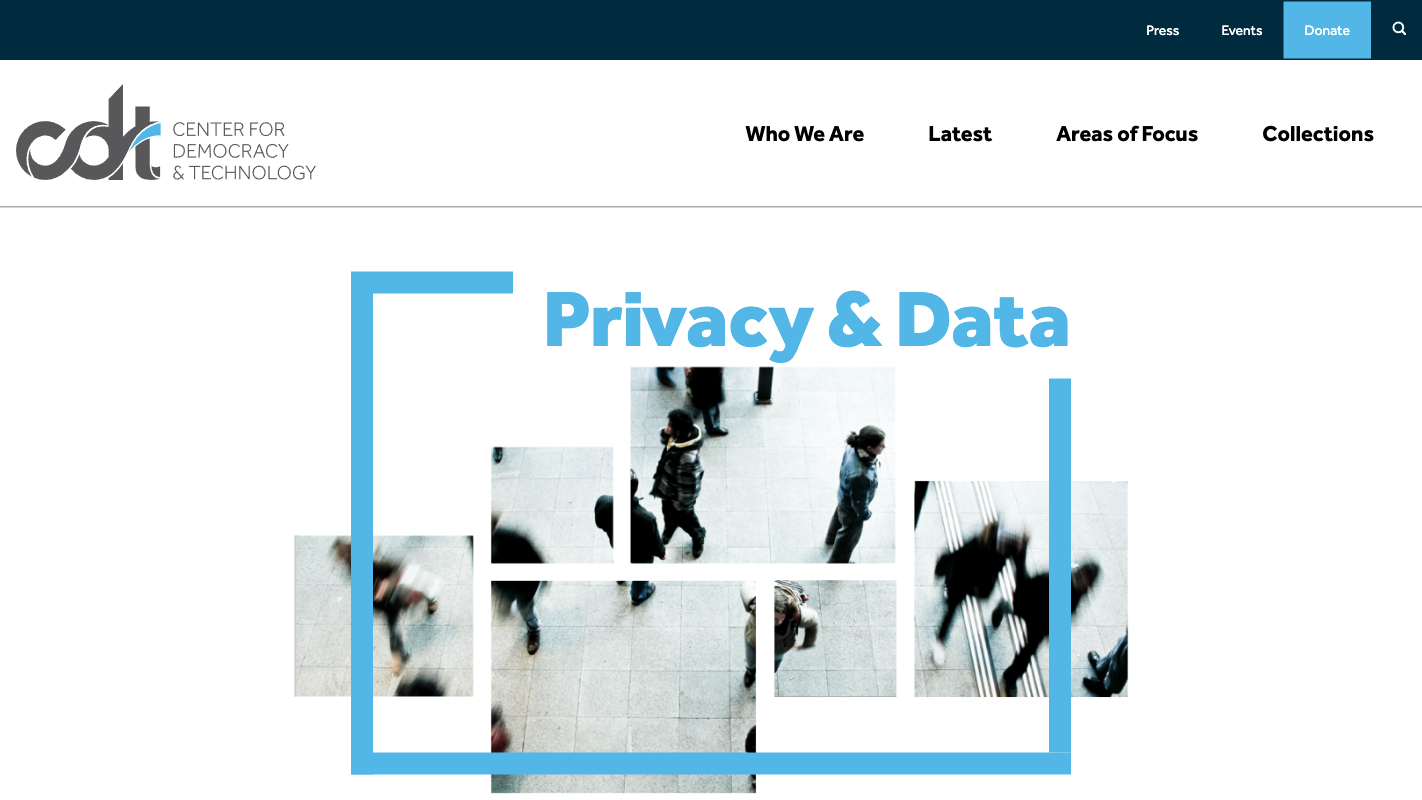 Press
Events
Donate
cdt
CENTER FOR
DEMOCRACY
& TECHNOLOGY
Who We Are
Latest
Areas of Focus
Collections
Privacy & Data